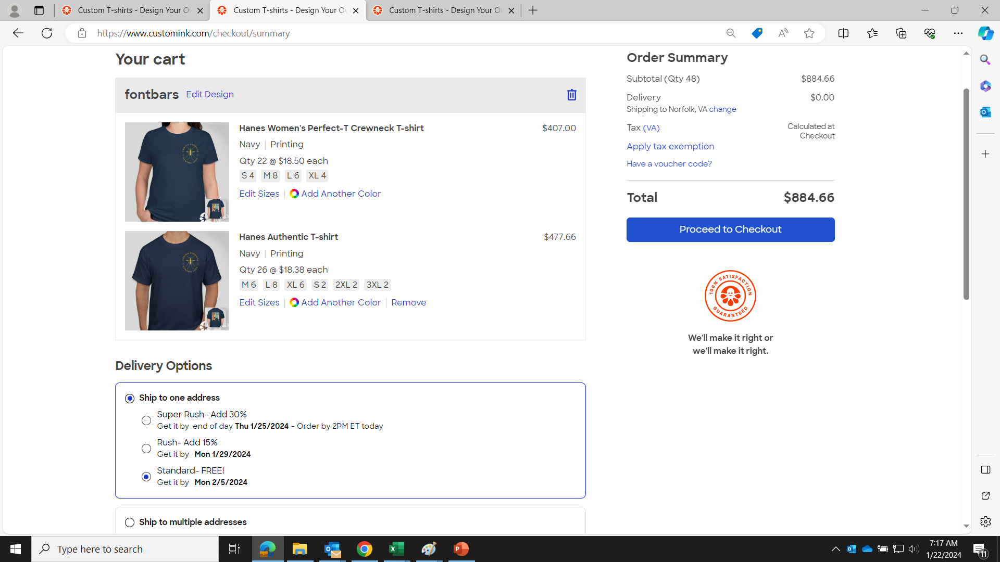 Custom T-shirts - Design Your Ov
Custom T-shirts - Design Your Ov
Custom T-shirts - Design Your Ov
https://www.customink.com/checkout/summary
Your cart
fontbars Edit Design
Hanes Women's Perfect-T Crewneck T-shirt $407.00
Navy Printing
Qty 22 @ $18.50 each
S 4 M 8 L 6 XL 4
Edit Sizes Add Another Color
Hanes Authentic T-shirt $477.66
Navy Printing
Qty 26 @ $18.38 each
M 6 L 8 XL 6 S 2 2XL 2 3XL 2
Edit Sizes Add Another Color Remove
Delivery Options
Ship to one address
Super Rush- Add 30%
Get it by end of day Thu 1/25/2024 - Order by 2PM ET today
Rush- Add 15%
Get it by Mon 1/29/2024
Standard- FREE!
Get it by Mon 2/5/2024
Ship to multiple addresses
Order Summary
Subtotal (Qty 48) $884.66
Delivery $0.00
Shipping to Norfolk, VA change
Tax (VA) Calculated at
Checkout
Apply tax exemption
Have a voucher code?
Total $884.66
Proceed to Checkout
100% SATISFACTION
GUARANTEED
We'll make it right or
we'll make it right.
Type here to search
7:17 AM
1/22/2024
11